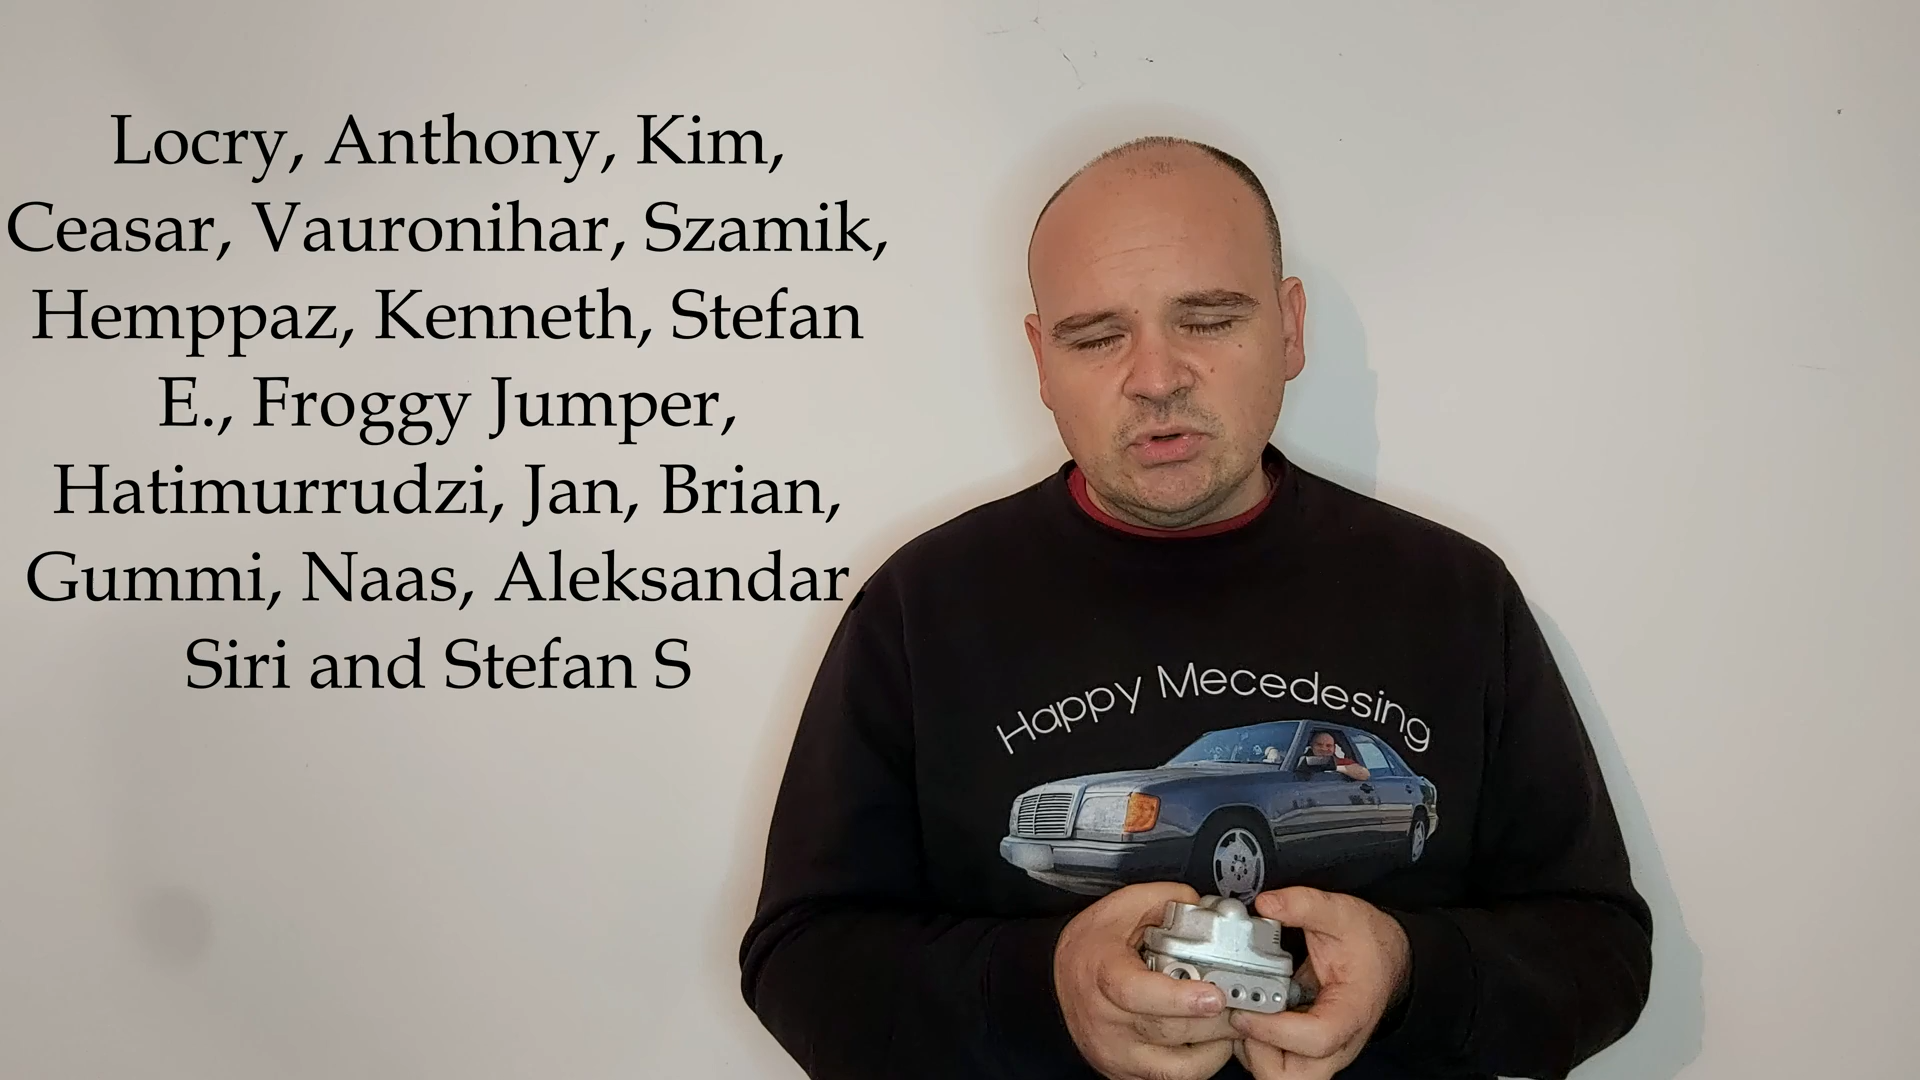 Locry, Anthony, Kim,
Ceasar, Vauronihar, Szamik,
Hemppaz, Kenneth, Stefan
E., Froggy Jumper,
Hatimurrudzi, Jan, Brian,
Gummi, Naas, Aleksandar,
Siri and Stefan S
Happy Mecedesing